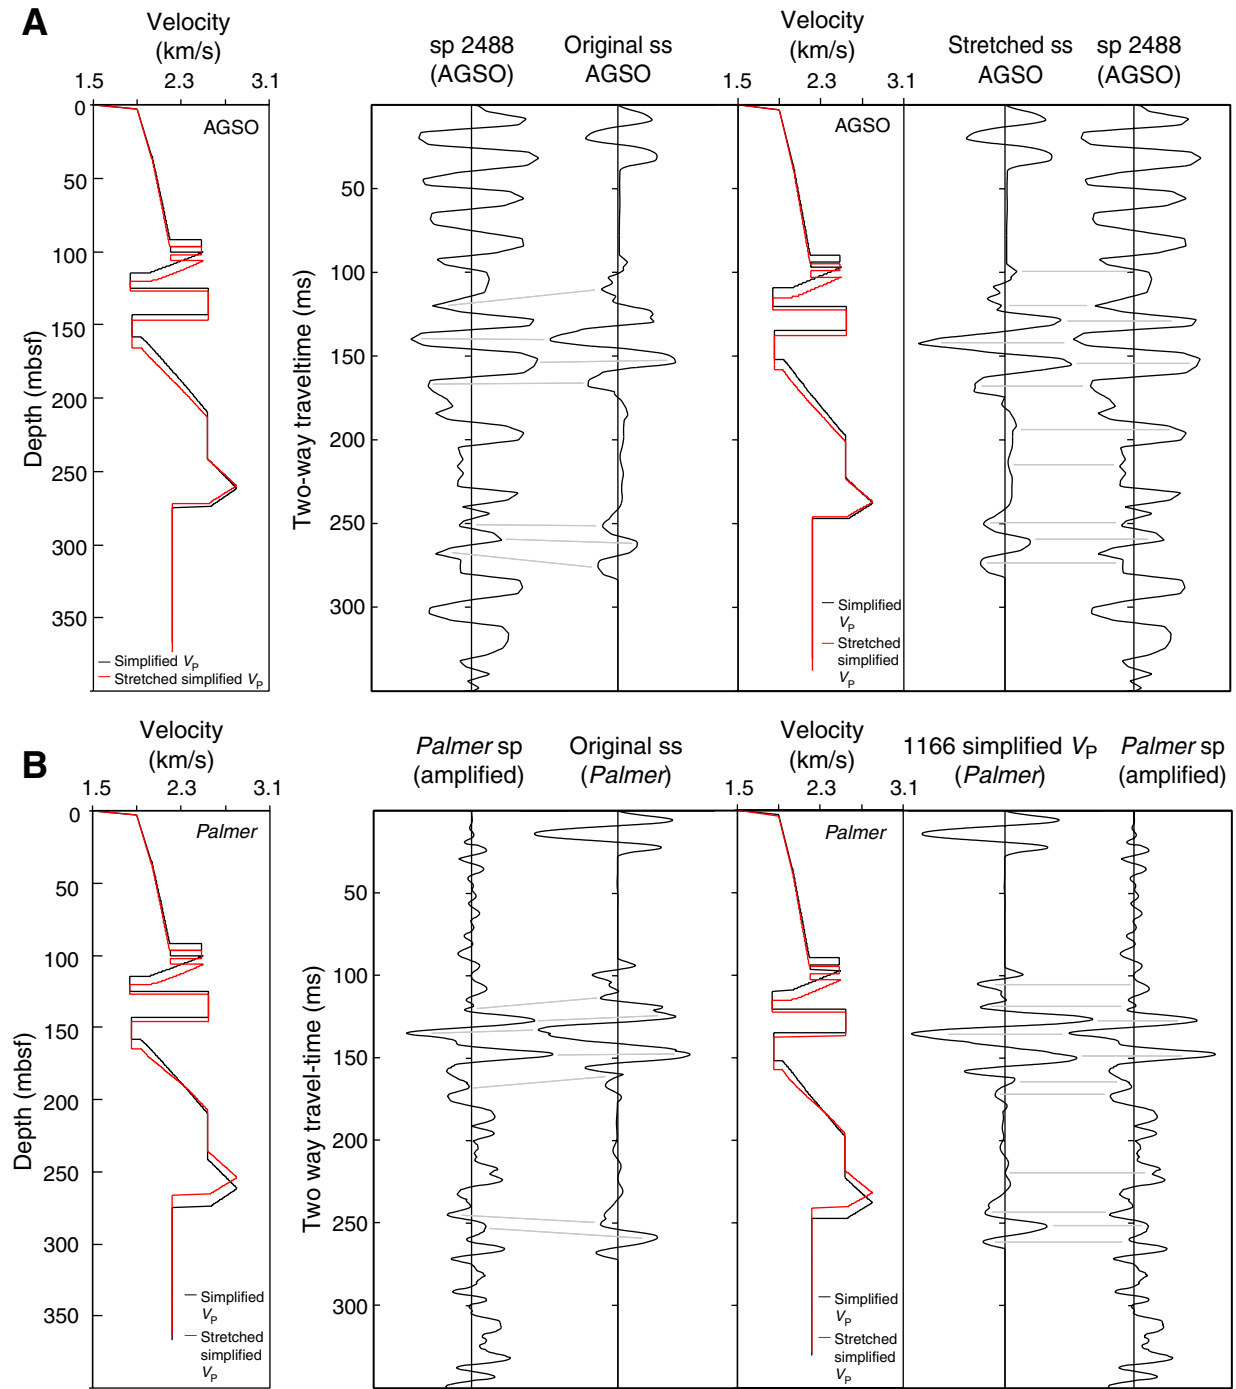 A
Velocity
(km/s)
1.5 2.3 3.1
sp 2488
(AGSO)
Original ss
AGSO
Velocity
(km/s)
1.5 2.3 3.1
Stretched ss
AGSO
sp 2488
(AGSO)
Depth (mbsf)
0
50
100
150
200
250
300
350
AGSO
Simplified VP
Stretched simplified VP
Two-way traveltime (ms)
50
100
150
200
250
300
AGSO
Simplified
VP
Stretched
simplified
VP
B
Velocity
(km/s)
1.5 2.3 3.1
Palmer sp
(amplified)
Original ss
(Palmer)
Velocity
(km/s)
1.5 2.3 3.1
1166 simplified VP
(Palmer)
Palmer sp
(amplified)
Depth (mbsf)
0
50
100
150
200
250
300
350
Palmer
Simplified
VP
Stretched
simplified
VP
Two way travel-time (ms)
50
100
150
200
250
300
Palmer
Simplified
VP
Stretched
simplified
VP